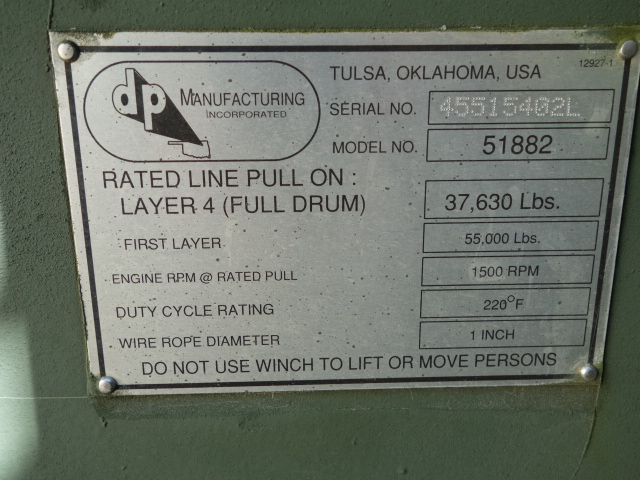 12927-1
dp MANUFACTURING
INCORPORATED
TULSA, OKLAHOMA, USA
SERIAL NO. 45515402L
MODEL NO. 51882
RATED LINE PULL ON :
LAYER 4 (FULL DRUM) 37,630 Lbs.
FIRST LAYER 55,000 Lbs.
ENGINE RPM @ RATED PULL 1500 RPM
DUTY CYCLE RATING 220°F
WIRE ROPE DIAMETER 1 INCH
DO NOT USE WINCH TO LIFT OR MOVE PERSONS